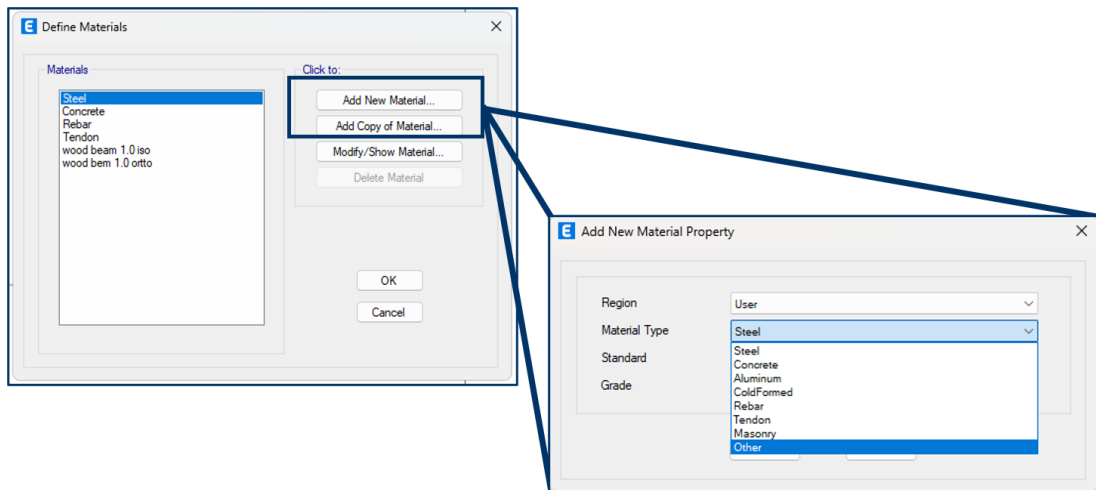 E Define Materials
Materials
Steel
Concrete
Rebar
Tendon
wood beam 1.0 iso
wood bem 1.0 ortto
Click to:
Add New Material...
Add Copy of Material...
Modify/Show Material...
Delete Material
OK
Cancel
E Add New Material Property
Region User
Material Type Steel
Standard
Grade
Steel
Concrete
Aluminum
ColdFormed
Rebar
Tendon
Masonry
Other